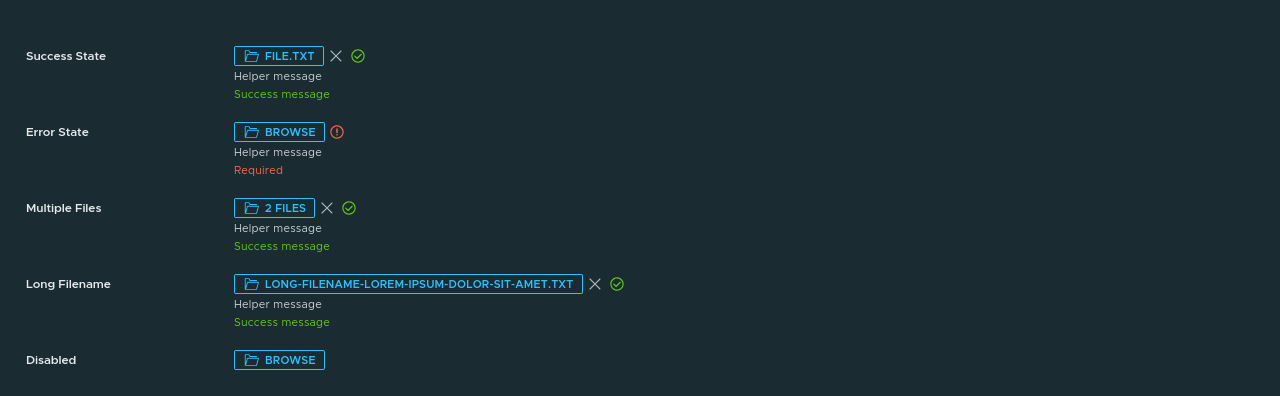 Success State
FILE.TXT
Helper message
Success message
Error State
BROWSE
Helper message
Required
Multiple Files
2 FILES
Helper message
Success message
Long Filename
LONG-FILENAME-LOREM-IPSUM-DOLOR-SIT-AMET.TXT
Helper message
Success message
Disabled
BROWSE